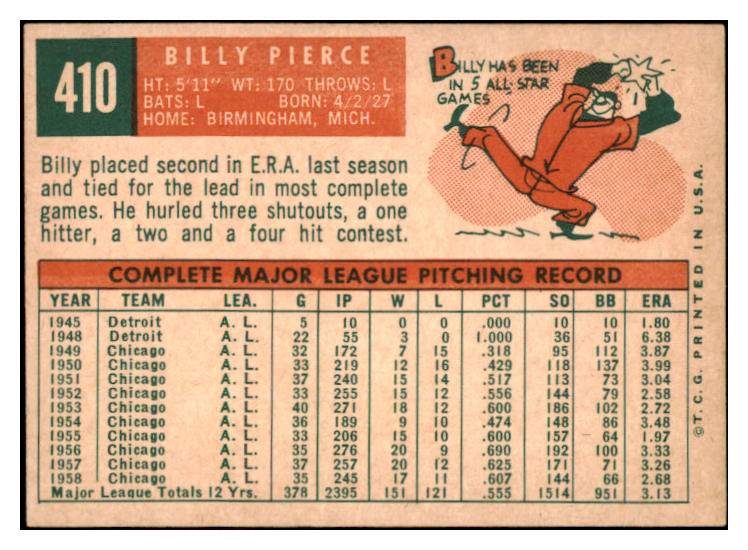 410
BILLY PIERCE
HT: 5'11" WT: 170 THROWS: L
BATS: L BORN: 4/2/27
HOME: BIRMINGHAM, MICH.
BILLY HAS BEEN
IN 5 ALL-STAR
GAMES
Billy placed second in E.R.A. last season
and tied for the lead in most complete
games. He hurled three shutouts, a one
hitter, a two and a four hit contest.
COMPLETE MAJOR LEAGUE PITCHING RECORD
YEAR TEAM LEA. G IP W L PCT SO BB ERA
1945 Detroit A. L. 5 10 0 0 .000 10 10 1.80
1948 Detroit A. L. 22 55 3 0 1.000 36 51 6.38
1949 Chicago A. L. 32 172 7 15 .318 95 112 3.87
1950 Chicago A. L. 33 219 12 16 .429 118 137 3.99
1951 Chicago A. L. 37 240 15 14 .517 113 73 3.04
1952 Chicago A. L. 33 255 15 12 .556 144 79 2.58
1953 Chicago A. L. 40 271 18 12 .600 186 102 2.72
1954 Chicago A. L. 36 189 9 10 .474 148 86 3.48
1955 Chicago A. L. 33 206 15 10 .600 157 64 1.97
1956 Chicago A. L. 35 276 20 9 .690 192 100 3.33
1957 Chicago A. L. 37 257 20 12 .625 171 71 3.26
1958 Chicago A. L. 35 245 17 11 .607 144 66 2.68
Major League Totals 12 Yrs. 378 2395 151 121 .555 1514 951 3.13
©T.C.G. PRINTED IN U.S.A.